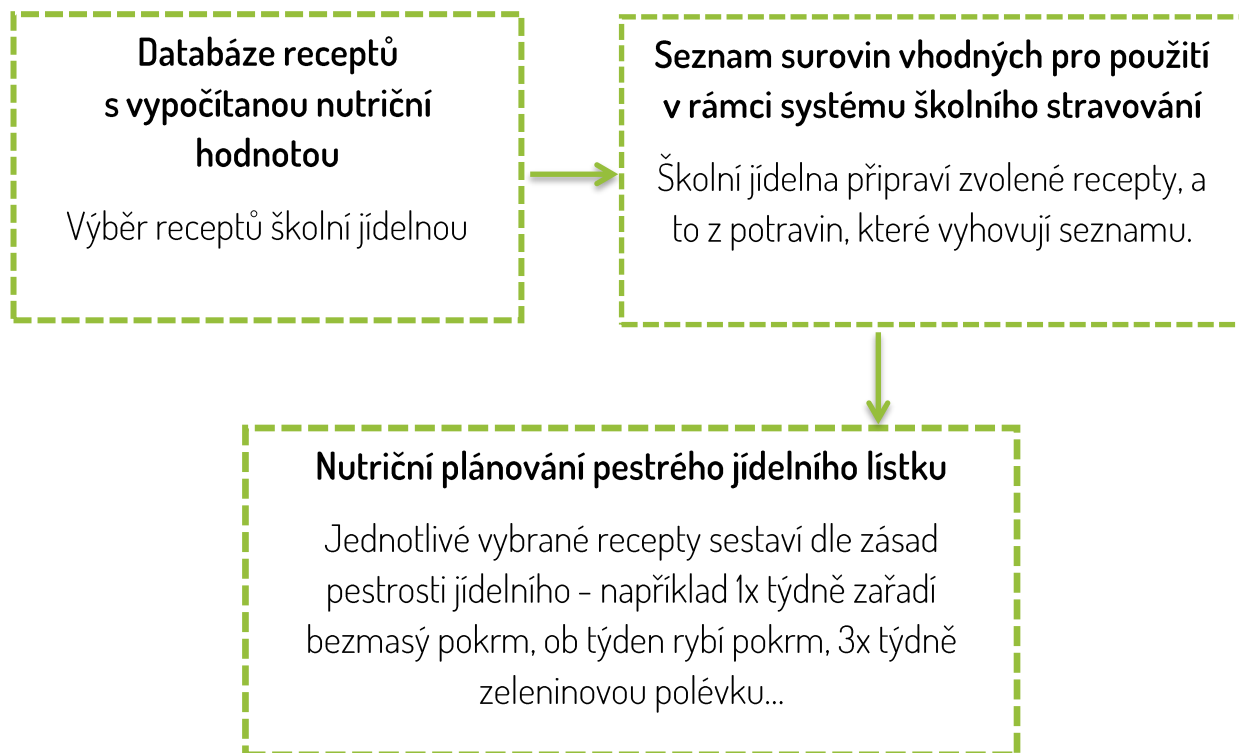 Databáze receptů
s vypočítanou nutriční
hodnotou
Výběr receptů školní jídelnou
Seznam surovin vhodných pro použití
v rámci systému školního stravování
Školní jídelna připraví zvolené recepty, a
to z potravin, které vyhovují seznamu.
Nutriční plánování pestrého jídelního lístku
Jednotlivé vybrané recepty sestaví dle zásad
pestrosti jídelního – například 1x týdně zařadí
bezmasý pokrm, ob týden rybí pokrm, 3x týdně
zeleninovou polévku...